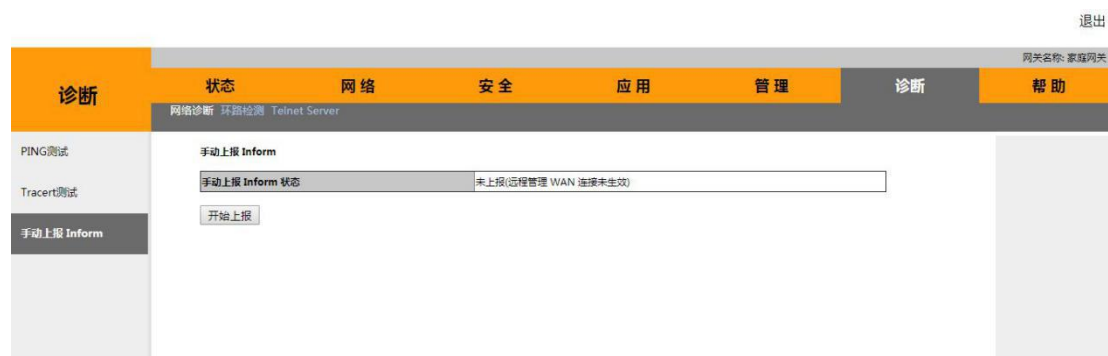 退出
网关名称: 家庭网关
诊断
状态 网络 安全 应用 管理 诊断 帮助
网络诊断 环路检测 Telnet Server
PING测试
Tracert测试
手动上报 Inform
手动上报 Inform
手动上报 Inform 状态 未上报(远程管理 WAN 连接未生效)
开始上报